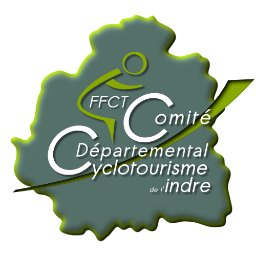 FFCT Comité
Départemental
Cyclotourisme
de l'indre